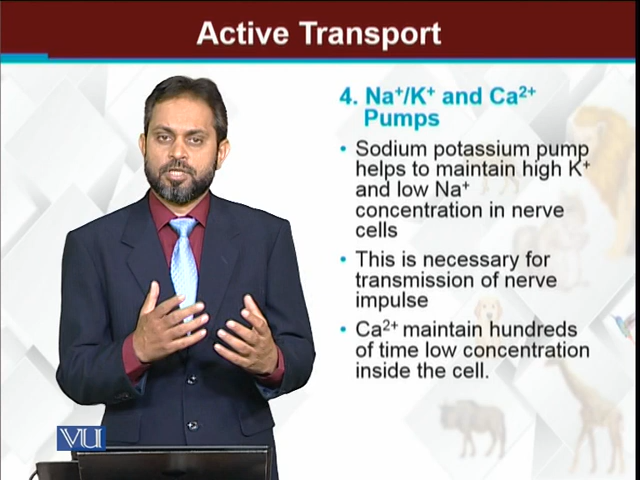 Active Transport
4. Na⁺/K⁺ and Ca²⁺
Pumps
• Sodium potassium pump
helps to maintain high K⁺
and low Na⁺
concentration in nerve
cells
• This is necessary for
transmission of nerve
impulse
• Ca²⁺ maintain hundreds
of time low concentration
inside the cell.
VU